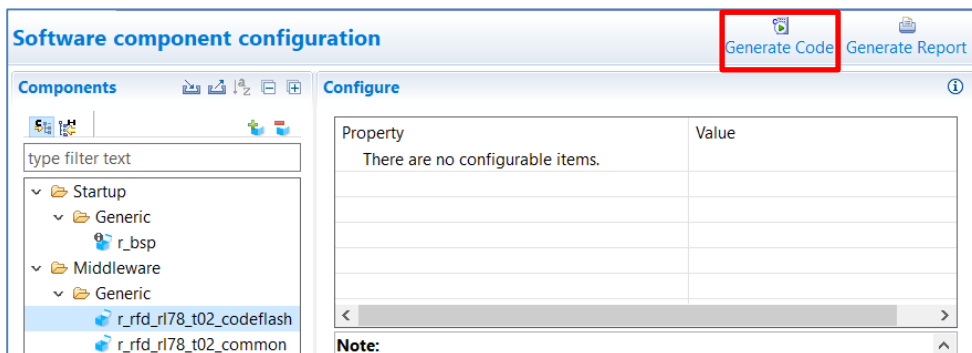 Software component configuration
Generate Code Generate Report
Components
Configure
type filter text
Startup
Generic
r_bsp
Middleware
Generic
r_rfd_rl78_t02_codeflash
r_rfd_rl78_t02_common
Property Value
There are no configurable items.
Note: